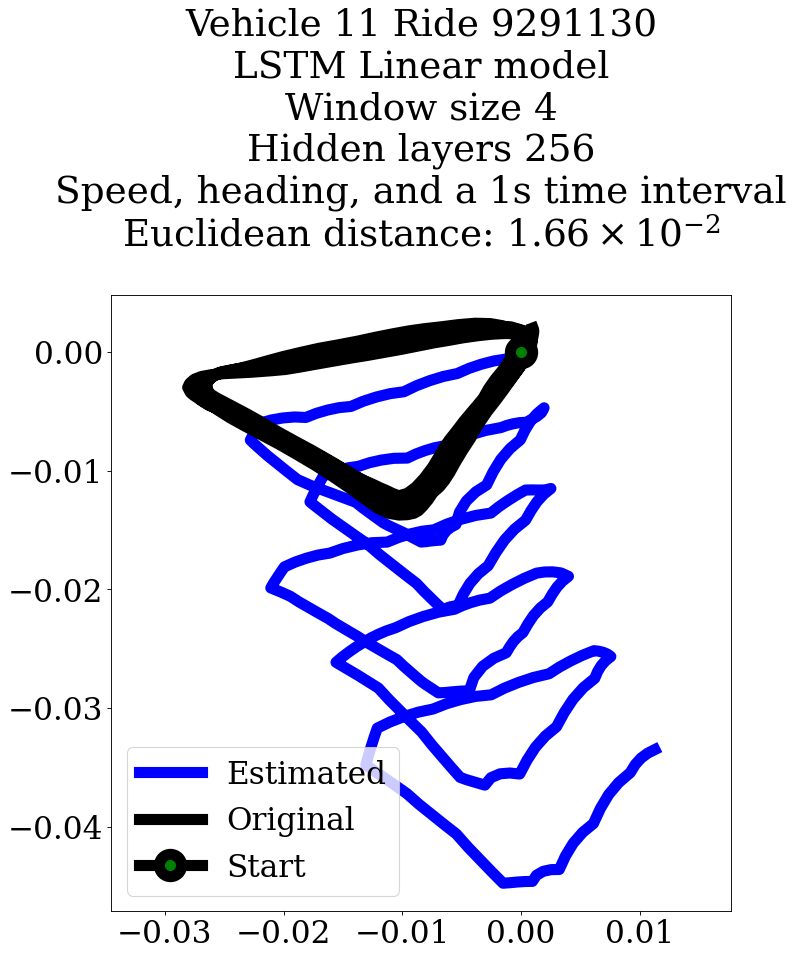 Vehicle 11 Ride 9291130
LSTM Linear model
Window size 4
Hidden layers 256
Speed, heading, and a 1s time interval
Euclidean distance: 1.66 × 10⁻²
0.00
−0.01
−0.02
−0.03
−0.04
Estimated
Original
Start
−0.03 −0.02 −0.01 0.00 0.01